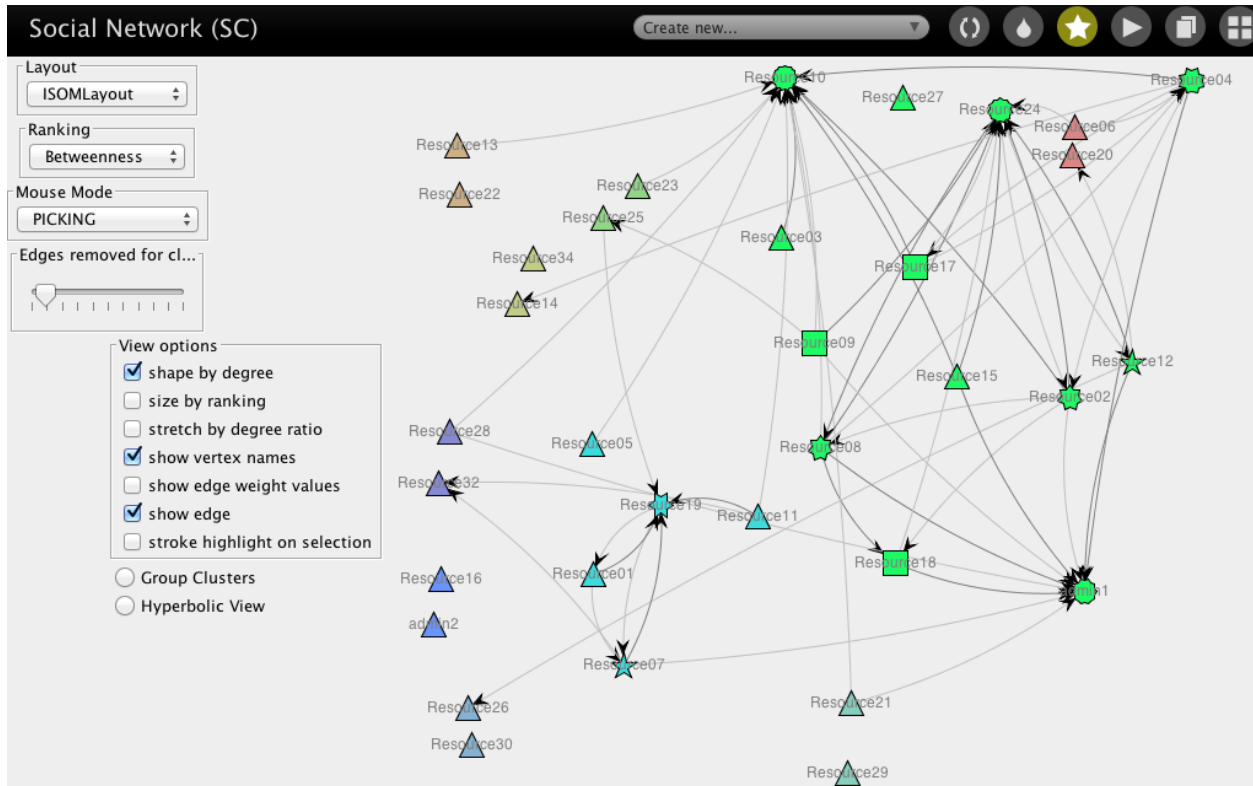 Social Network (SC)
Create new...
Layout
ISOMLayout
Ranking
Betweenness
Mouse Mode
PICKING
Edges removed for cl...
View options
shape by degree
size by ranking
stretch by degree ratio
show vertex names
show edge weight values
show edge
stroke highlight on selection
Group Clusters
Hyperbolic View
Resource10
Resource04
Resource27
Resource24
Resource06
Resource13
Resource20
Resource23
Resource22
Resource25
Resource03
Resource34
Resource17
Resource14
Resource09
Resource12
Resource15
Resource02
Resource28
Resource05
Resource08
Resource32
Resource19
Resource11
Resource18
Resource16
Resource01
admin1
admin2
Resource07
Resource26
Resource21
Resource30
Resource29